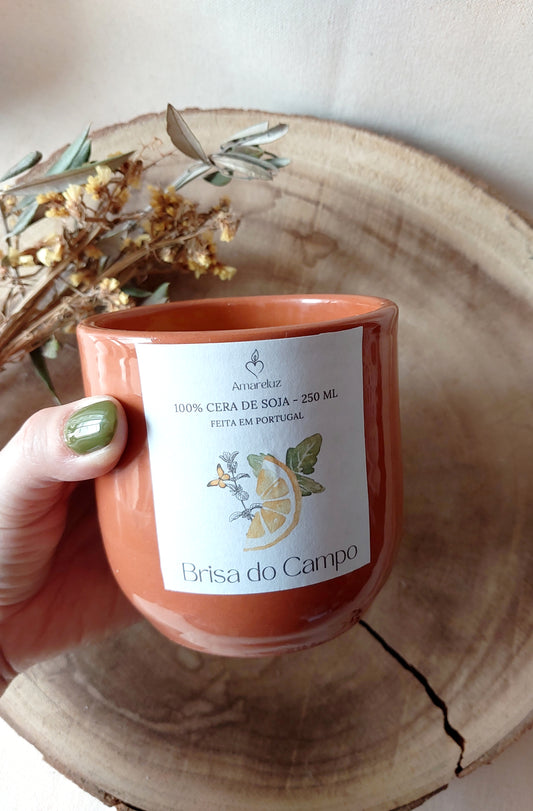 Amareluz
100% CERA DE SOJA - 250 ML
FEITA EM PORTUGAL
Brisa do Campo